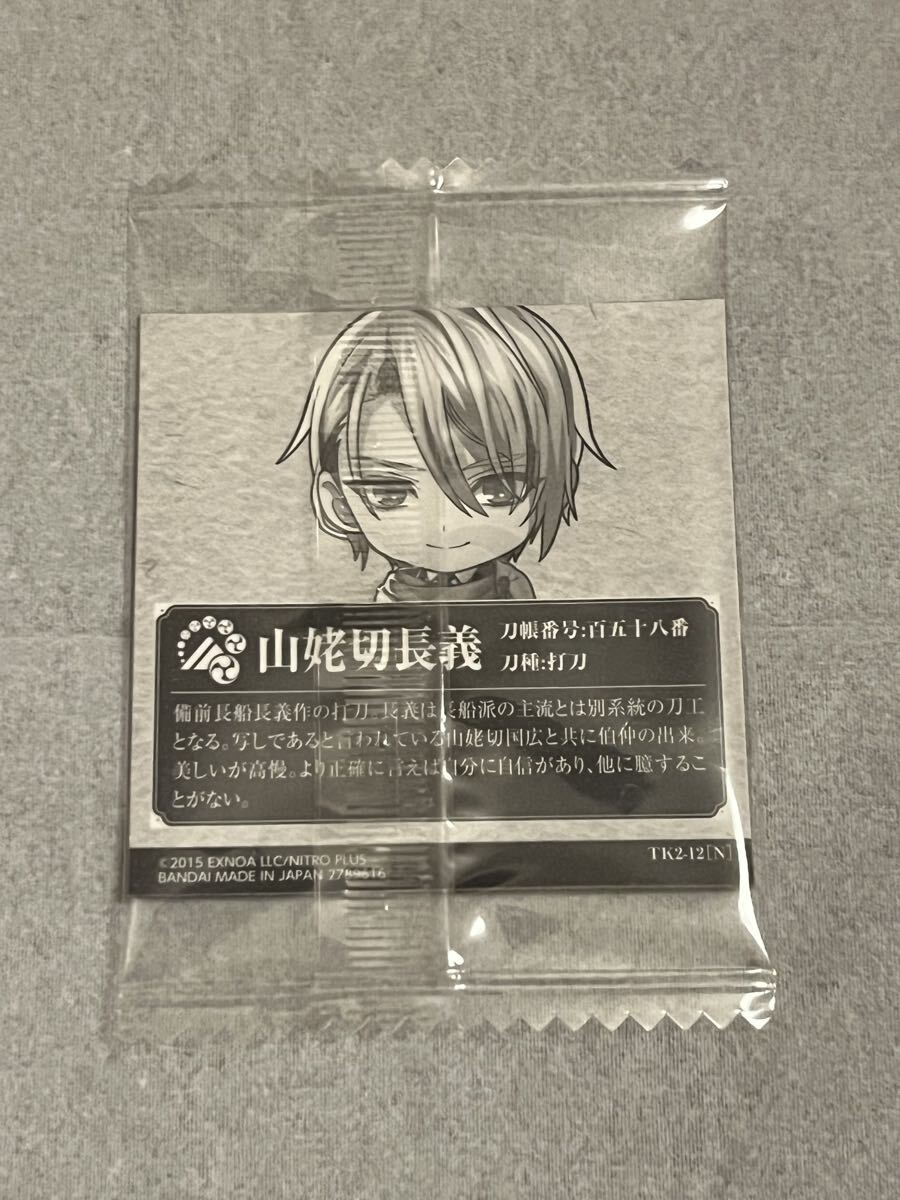 山姥切長義
刀帳番号:百五十八番
刀種:打刀
備前長船長義作の打刀。長義は長船派の主流とは別系統の刀工
となる。写しであると言われている山姥切国広と共に伯仲の出来。
美しいが高慢。より正確に言えば自分に自信があり、他に臆するこ
とがない。
©2015 EXNOA LLC/NITRO PLUS
BANDAI MADE IN JAPAN 2789616
TK2-12[N]